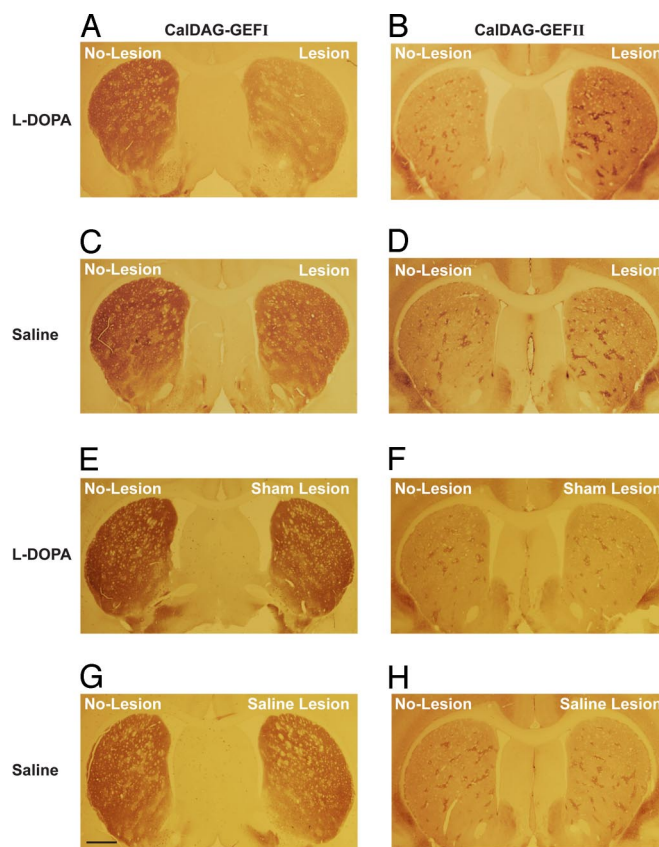 A CalDAG-GEFI
B CalDAG-GEFII
L-DOPA
No-Lesion Lesion
No-Lesion Lesion
C
D
Saline
No-Lesion Lesion
No-Lesion Lesion
E
F
L-DOPA
No-Lesion Sham Lesion
No-Lesion Sham Lesion
G
H
Saline
No-Lesion Saline Lesion
No-Lesion Saline Lesion